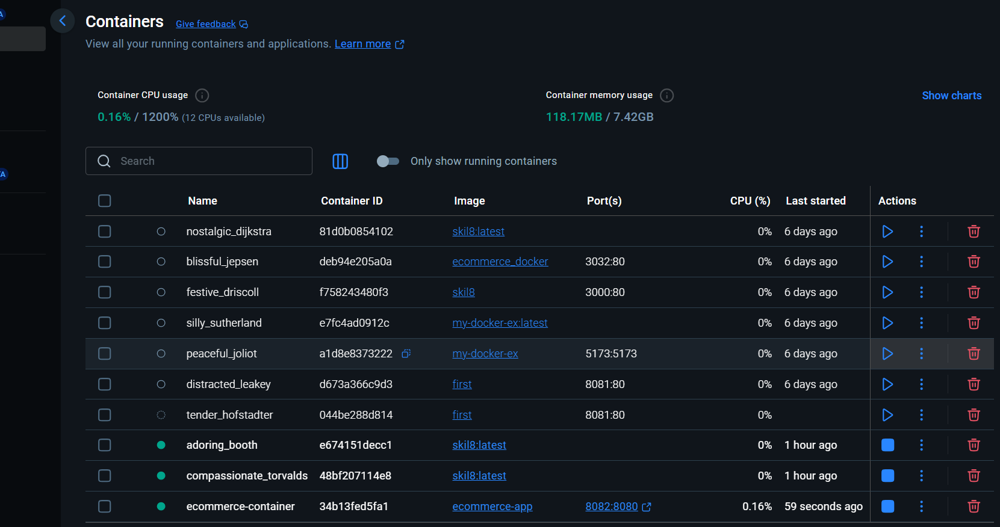 Containers Give feedback
View all your running containers and applications. Learn more
Container CPU usage
0.16% / 1200% (12 CPUs available)
Container memory usage
118.17MB / 7.42GB
Show charts
Search
Only show running containers
Name Container ID Image Port(s) CPU (%) Last started Actions
nostalgic_dijkstra 81d0b0854102 skil8:latest 0% 6 days ago
blissful_jepsen deb94e205a0a ecommerce_docker 3032:80 0% 6 days ago
festive_driscoll f758243480f3 skil8 3000:80 0% 6 days ago
silly_sutherland e7fc4ad0912c my-docker-ex:latest 0% 6 days ago
peaceful_joliot a1d8e8373222 my-docker-ex 5173:5173 0% 6 days ago
distracted_leakey d673a366c9d3 first 8081:80 0% 6 days ago
tender_hofstadter 044be288d814 first 8081:80 0%
adoring_booth e674151decc1 skil8:latest 0% 1 hour ago
compassionate_torvalds 48bf207114e8 skil8:latest 0% 1 hour ago
ecommerce-container 34b13fed5fa1 ecommerce-app 8082:8080 0.16% 59 seconds ago